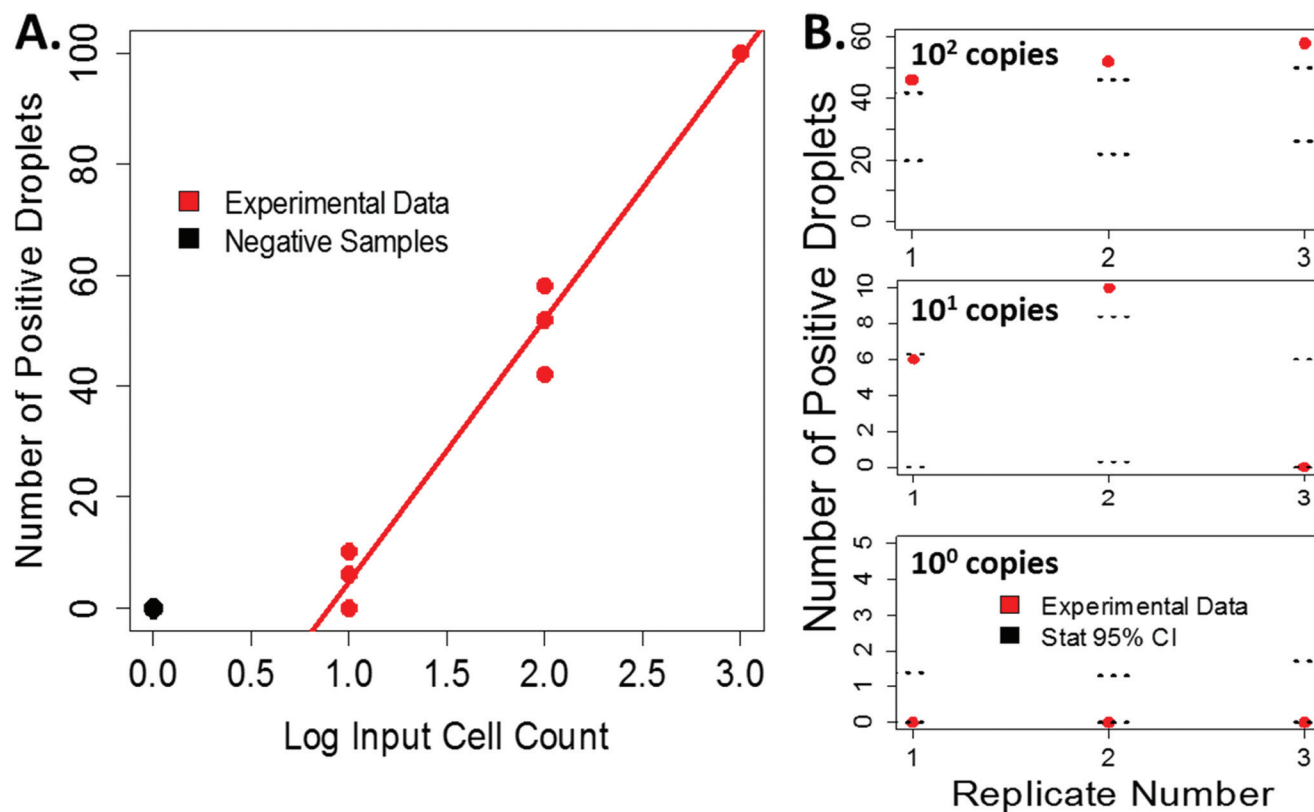 A.
Number of Positive Droplets
100
80
60
40
20
0
Experimental Data
Negative Samples
0.0 0.5 1.0 1.5 2.0 2.5 3.0
Log Input Cell Count
B.
Number of Positive Droplets
10² copies
60
40
20
0
1 2 3
10¹ copies
10
8
6
4
2
0
1 2 3
10⁰ copies
5
4
3
2
1
0
Experimental Data
Stat 95% CI
1 2 3
Replicate Number